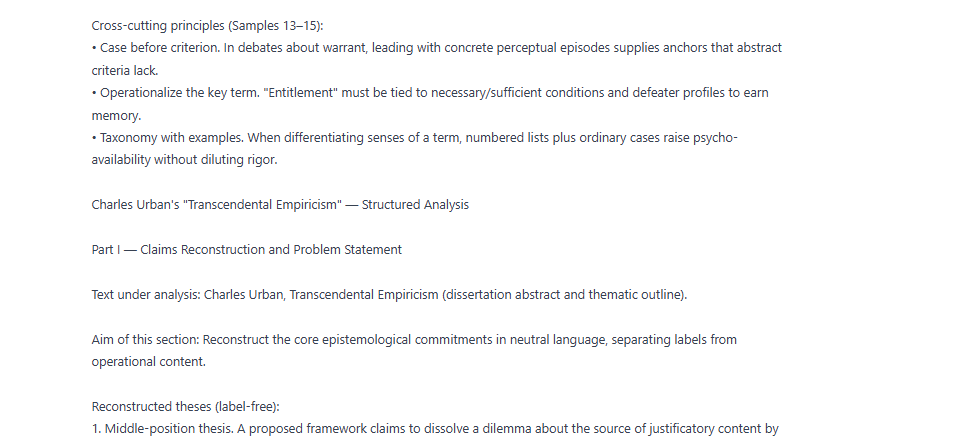 Cross-cutting principles (Samples 13–15):
• Case before criterion. In debates about warrant, leading with concrete perceptual episodes supplies anchors that abstract
criteria lack.
• Operationalize the key term. "Entitlement" must be tied to necessary/sufficient conditions and defeater profiles to earn
memory.
• Taxonomy with examples. When differentiating senses of a term, numbered lists plus ordinary cases raise psycho-
availability without diluting rigor.
Charles Urban's "Transcendental Empiricism" — Structured Analysis
Part I — Claims Reconstruction and Problem Statement
Text under analysis: Charles Urban, Transcendental Empiricism (dissertation abstract and thematic outline).
Aim of this section: Reconstruct the core epistemological commitments in neutral language, separating labels from
operational content.
Reconstructed theses (label-free):
1. Middle-position thesis. A proposed framework claims to dissolve a dilemma about the source of justificatory content by